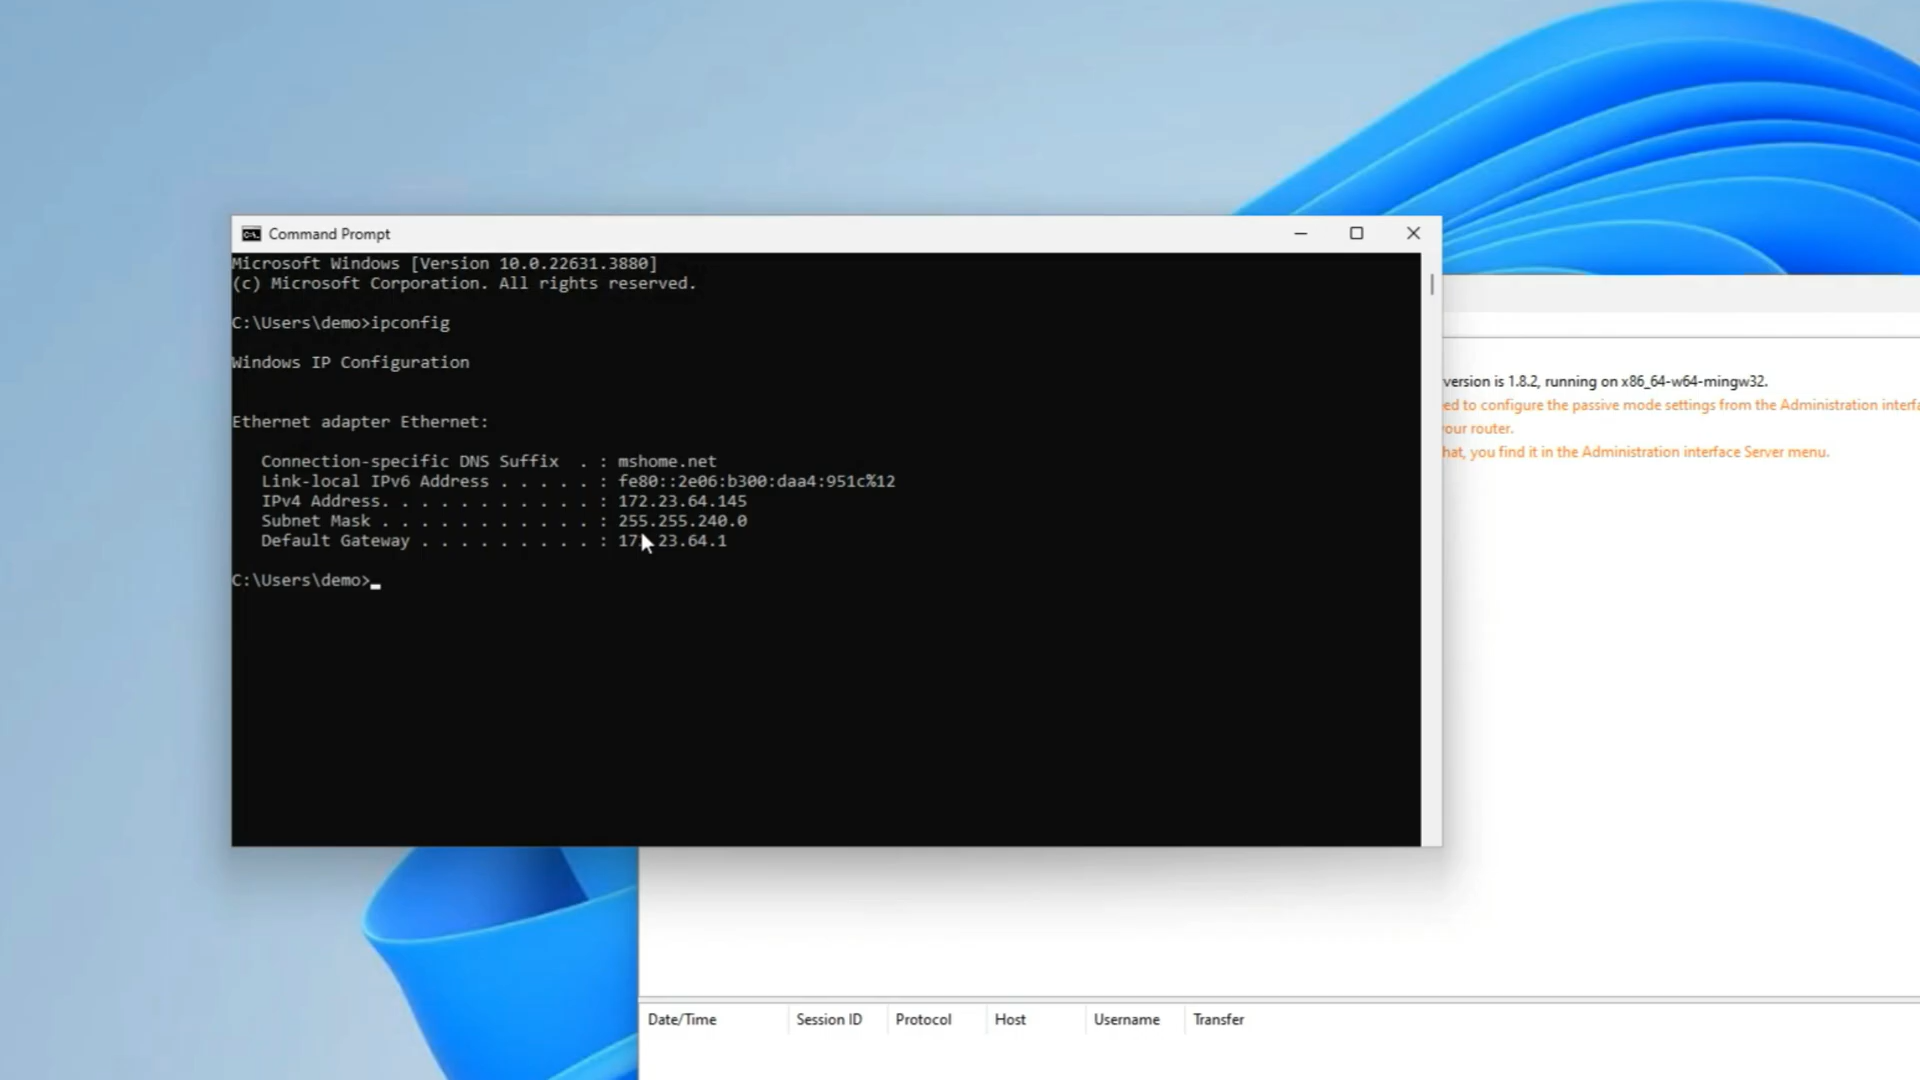 Command Prompt
Microsoft Windows [Version 10.0.22631.3880]
(c) Microsoft Corporation. All rights reserved.
C:\Users\demo>ipconfig
Windows IP Configuration
Ethernet adapter Ethernet:
Connection-specific DNS Suffix . : mshome.net
Link-local IPv6 Address . . . . . : fe80::2e06:b300:daa4:951c%12
IPv4 Address. . . . . . . . . . . : 172.23.64.145
Subnet Mask . . . . . . . . . . . : 255.255.240.0
Default Gateway . . . . . . . . . : 172.23.64.1
C:\Users\demo>
version is 1.8.2, running on x86_64-w64-mingw32.
to configure the passive mode settings from the Administration
your router.
you find it in the Administration interface Server menu.
Date/Time Session ID Protocol Host Username Transfer